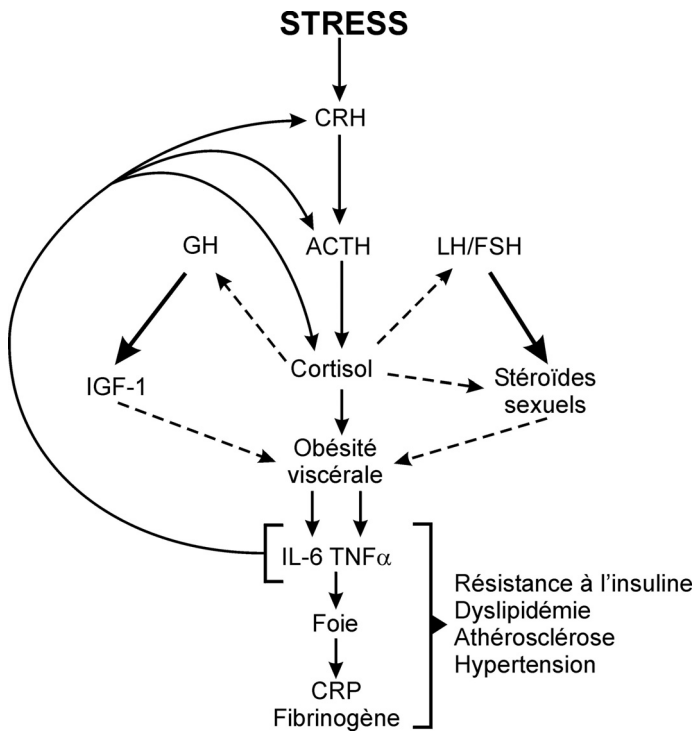 STRESS
CRH
GH
ACTH
LH/FSH
Cortisol
IGF-1
Stéroïdes
sexuels
Obésité
viscérale
IL-6 TNFα
Résistance à l’insuline
Dyslipidémie
Athérosclérose
Hypertension
Foie
CRP
Fibrinogène